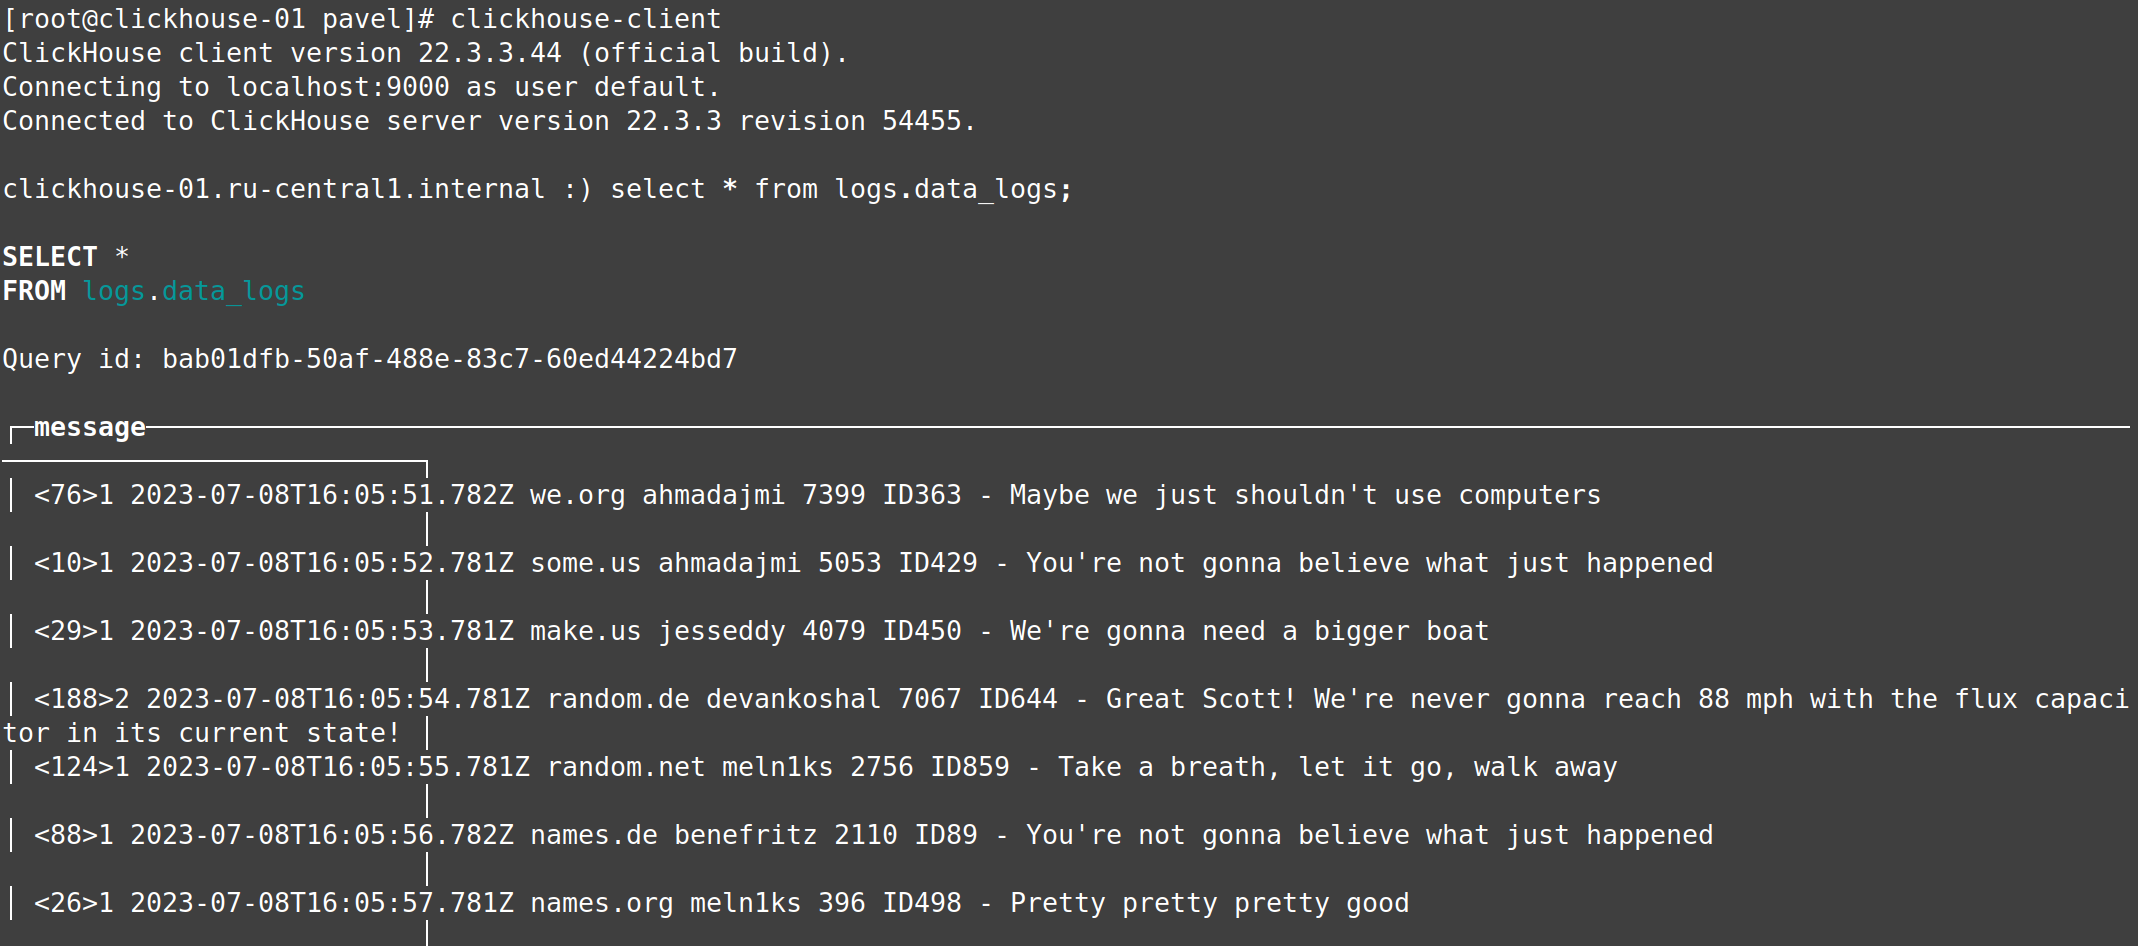 [root@clickhouse-01 pavel]# clickhouse-client
ClickHouse client version 22.3.3.44 (official build).
Connecting to localhost:9000 as user default.
Connected to ClickHouse server version 22.3.3 revision 54455.
clickhouse-01.ru-central1.internal :) select * from logs.data_logs;
SELECT *
FROM logs.data_logs
Query id: bab01dfb-50af-488e-83c7-60ed44224bd7
message
<76>1 2023-07-08T16:05:51.782Z we.org ahmadajmi 7399 ID363 - Maybe we just shouldn't use computers
<10>1 2023-07-08T16:05:52.781Z some.us ahmadajmi 5053 ID429 - You're not gonna believe what just happened
<29>1 2023-07-08T16:05:53.781Z make.us jesseddy 4079 ID450 - We're gonna need a bigger boat
<188>2 2023-07-08T16:05:54.781Z random.de devankoshal 7067 ID644 - Great Scott! We're never gonna reach 88 mph with the flux capaci
tor in its current state!
<124>1 2023-07-08T16:05:55.781Z random.net meln1ks 2756 ID859 - Take a breath, let it go, walk away
<88>1 2023-07-08T16:05:56.782Z names.de benefritz 2110 ID89 - You're not gonna believe what just happened
<26>1 2023-07-08T16:05:57.781Z names.org meln1ks 396 ID498 - Pretty pretty pretty good